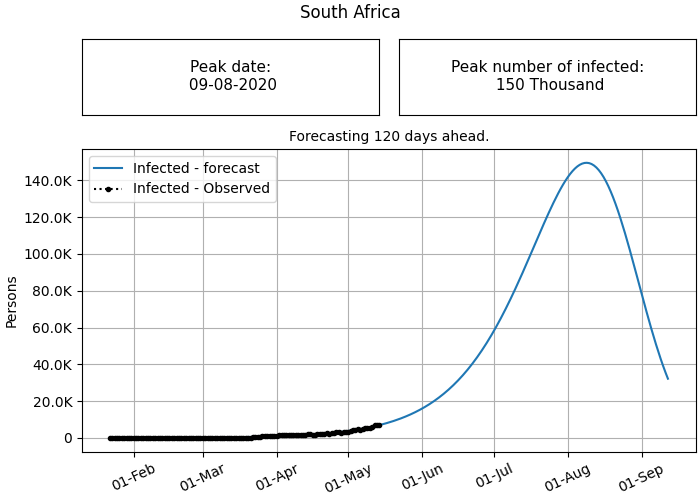 South Africa
Peak date:
09-08-2020
Peak number of infected:
150 Thousand
Forecasting 120 days ahead.
Infected - forecast
Infected - Observed
140.0K
120.0K
100.0K
80.0K
60.0K
40.0K
20.0K
0
Persons
01-Feb
01-Mar
01-Apr
01-May
01-Jun
01-Jul
01-Aug
01-Sep